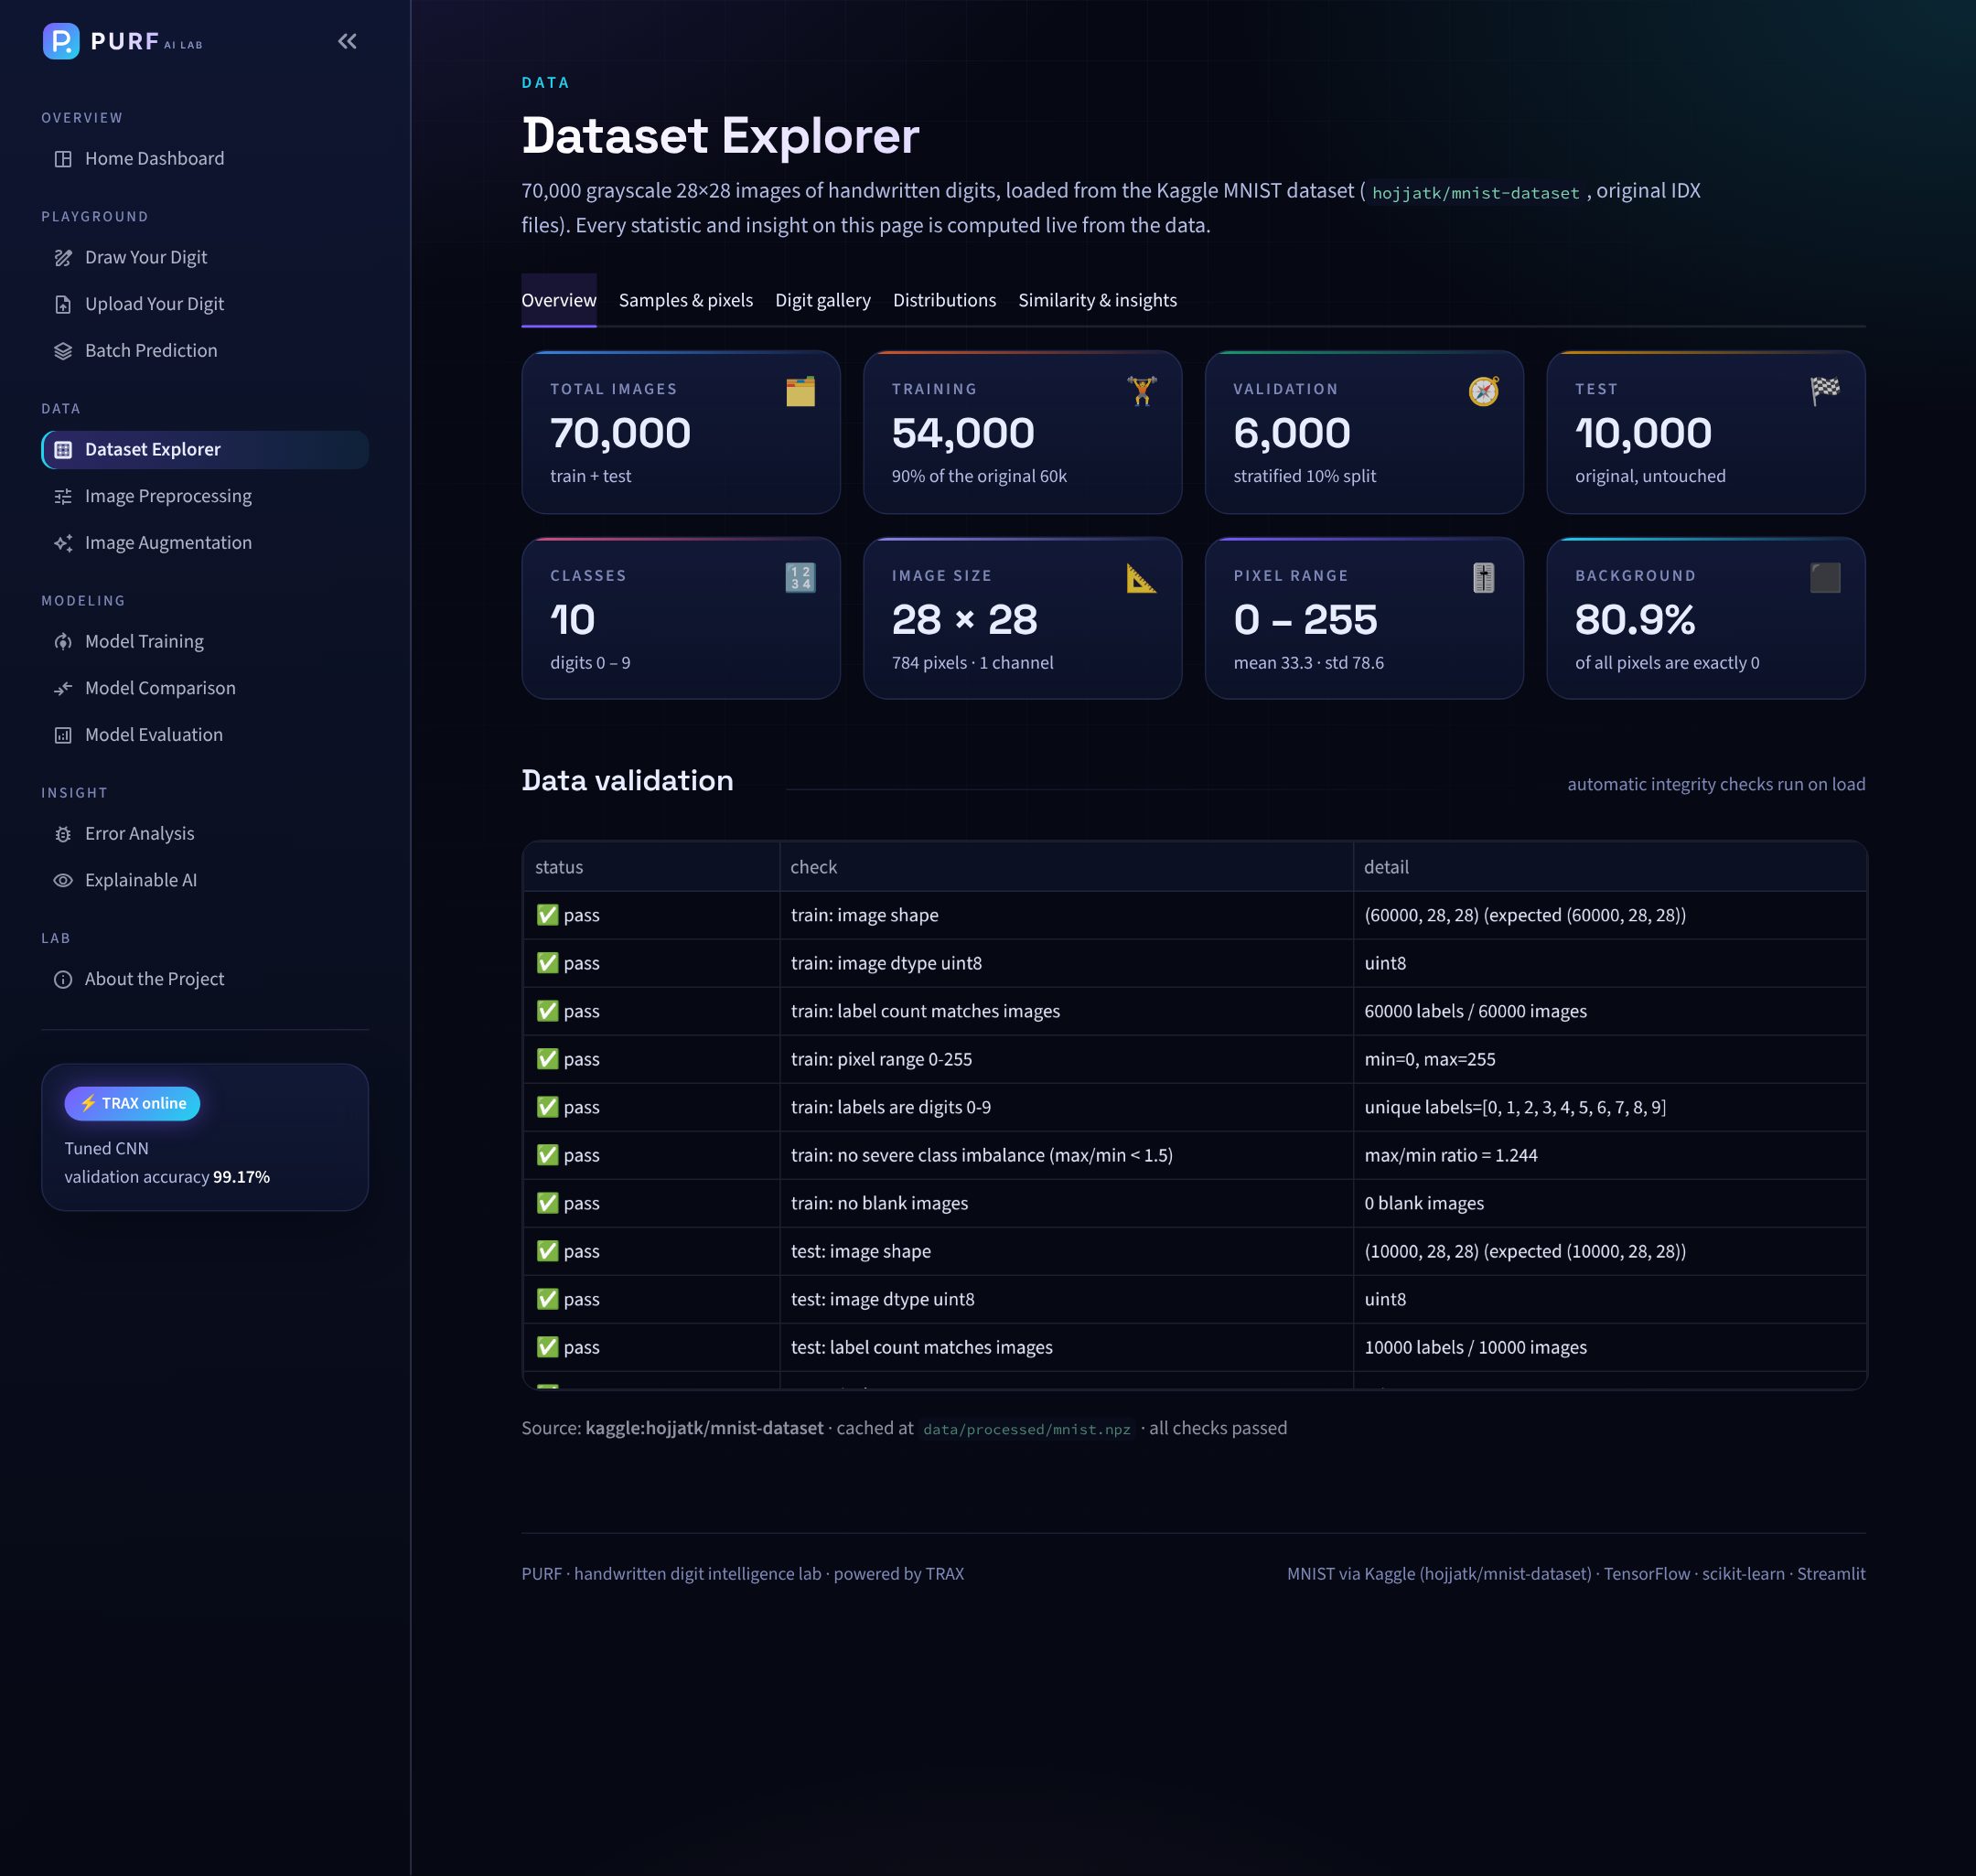 PURF AI LAB
OVERVIEW
Home Dashboard
PLAYGROUND
Draw Your Digit
Upload Your Digit
Batch Prediction
DATA
Dataset Explorer
Image Preprocessing
Image Augmentation
MODELING
Model Training
Model Comparison
Model Evaluation
INSIGHT
Error Analysis
Explainable AI
LAB
About the Project
⚡ TRAX online
Tuned CNN
validation accuracy 99.17%
DATA
Dataset Explorer
70,000 grayscale 28×28 images of handwritten digits, loaded from the Kaggle MNIST dataset ( hojjatk/mnist-dataset , original IDX
files). Every statistic and insight on this page is computed live from the data.
Overview Samples & pixels Digit gallery Distributions Similarity & insights
TOTAL IMAGES
70,000
train + test
TRAINING
54,000
90% of the original 60k
VALIDATION
6,000
stratified 10% split
TEST
10,000
original, untouched
CLASSES
10
digits 0 – 9
IMAGE SIZE
28 × 28
784 pixels · 1 channel
PIXEL RANGE
0 – 255
mean 33.3 · std 78.6
BACKGROUND
80.9%
of all pixels are exactly 0
Data validation
automatic integrity checks run on load
status check detail
✅ pass train: image shape (60000, 28, 28) (expected (60000, 28, 28))
✅ pass train: image dtype uint8 uint8
✅ pass train: label count matches images 60000 labels / 60000 images
✅ pass train: pixel range 0-255 min=0, max=255
✅ pass train: labels are digits 0-9 unique labels=[0, 1, 2, 3, 4, 5, 6, 7, 8, 9]
✅ pass train: no severe class imbalance (max/min < 1.5) max/min ratio = 1.244
✅ pass train: no blank images 0 blank images
✅ pass test: image shape (10000, 28, 28) (expected (10000, 28, 28))
✅ pass test: image dtype uint8 uint8
✅ pass test: label count matches images 10000 labels / 10000 images
Source: kaggle:hojjatk/mnist-dataset · cached at data/processed/mnist.npz · all checks passed
PURF · handwritten digit intelligence lab · powered by TRAX
MNIST via Kaggle (hojjatk/mnist-dataset) · TensorFlow · scikit-learn · Streamlit